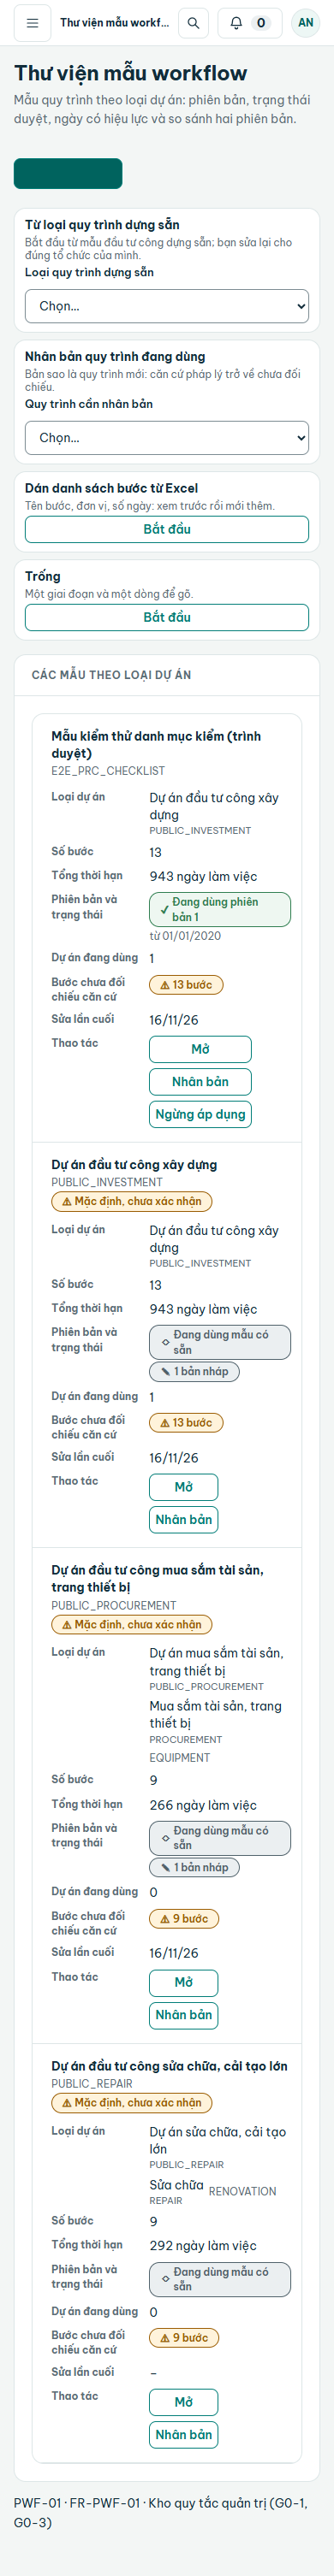 Thư viện mẫu workf...
0
AN
Thư viện mẫu workflow
Mẫu quy trình theo loại dự án: phiên bản, trạng thái
duyệt, ngày có hiệu lực và so sánh hai phiên bản.
Từ loại quy trình dựng sẵn
Bắt đầu từ mẫu đầu tư công dựng sẵn; bạn sửa lại cho
đúng tổ chức của mình.
Loại quy trình dựng sẵn
Chọn...
Nhân bản quy trình đang dùng
Bản sao là quy trình mới: căn cứ pháp lý trở về chưa đối
chiếu.
Quy trình cần nhân bản
Chọn...
Dán danh sách bước từ Excel
Tên bước, đơn vị, số ngày: xem trước rồi mới thêm.
Bắt đầu
Trống
Một giai đoạn và một dòng để gõ.
Bắt đầu
CÁC MẪU THEO LOẠI DỰ ÁN
Mẫu kiểm thử danh mục kiểm (trình
duyệt)
E2E_PRC_CHECKLIST
Loại dự án
Dự án đầu tư công xây
dựng
PUBLIC_INVESTMENT
Số bước
13
Tổng thời hạn
943 ngày làm việc
Phiên bản và
trạng thái
Đang dùng phiên
bản 1
từ 01/01/2020
Dự án đang dùng
1
Bước chưa đối
chiếu căn cứ
13 bước
Sửa lần cuối
16/11/26
Thao tác
Mở
Nhân bản
Ngừng áp dụng
Dự án đầu tư công xây dựng
PUBLIC_INVESTMENT
Mặc định, chưa xác nhận
Loại dự án
Dự án đầu tư công xây
dựng
PUBLIC_INVESTMENT
Số bước
13
Tổng thời hạn
943 ngày làm việc
Phiên bản và
trạng thái
Đang dùng mẫu có
sẵn
1 bản nháp
Dự án đang dùng
1
Bước chưa đối
chiếu căn cứ
13 bước
Sửa lần cuối
16/11/26
Thao tác
Mở
Nhân bản
Dự án đầu tư công mua sắm tài sản,
trang thiết bị
PUBLIC_PROCUREMENT
Mặc định, chưa xác nhận
Loại dự án
Dự án mua sắm tài sản,
trang thiết bị
PUBLIC_PROCUREMENT
Mua sắm tài sản, trang
thiết bị
PROCUREMENT
EQUIPMENT
Số bước
9
Tổng thời hạn
266 ngày làm việc
Phiên bản và
trạng thái
Đang dùng mẫu có
sẵn
1 bản nháp
Dự án đang dùng
0
Bước chưa đối
chiếu căn cứ
9 bước
Sửa lần cuối
16/11/26
Thao tác
Mở
Nhân bản
Dự án đầu tư công sửa chữa, cải tạo lớn
PUBLIC_REPAIR
Mặc định, chưa xác nhận
Loại dự án
Dự án sửa chữa, cải tạo
lớn
PUBLIC_REPAIR
Sửa chữa
REPAIR
RENOVATION
Số bước
9
Tổng thời hạn
292 ngày làm việc
Phiên bản và
trạng thái
Đang dùng mẫu có
sẵn
Dự án đang dùng
0
Bước chưa đối
chiếu căn cứ
9 bước
Sửa lần cuối
–
Thao tác
Mở
Nhân bản
PWF-01 · FR-PWF-01 · Kho quy tắc quản trị (G0-1,
G0-3)